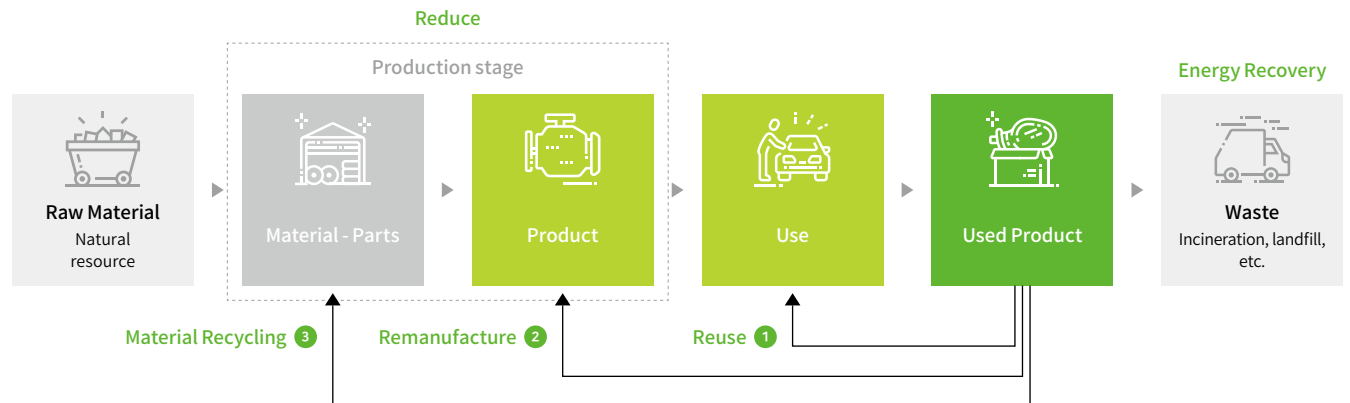 Reduce
Production stage
Energy Recovery
Raw Material
Natural
resource
Material - Parts
Product
Use
Used Product
Waste
Incineration, landfill,
etc.
Material Recycling 3
Remanufacture 2
Reuse 1